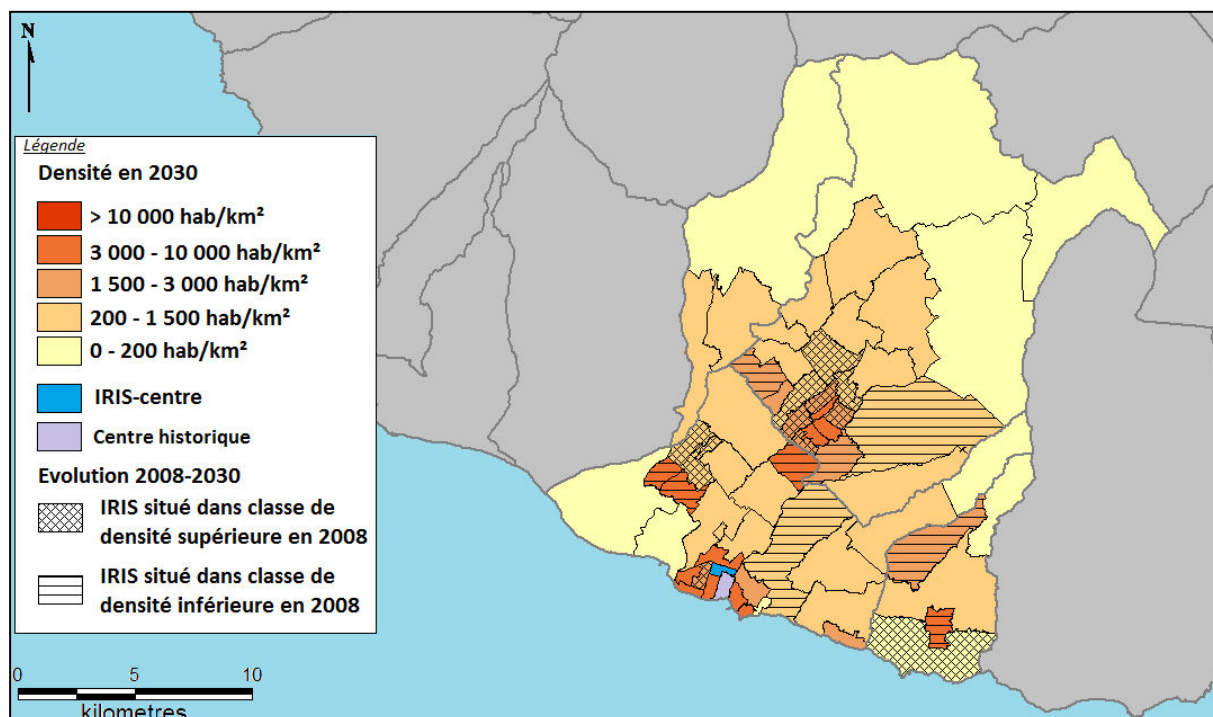 N
Légende
Densité en 2030
> 10 000 hab/km²
3 000 - 10 000 hab/km²
1 500 - 3 000 hab/km²
200 - 1 500 hab/km²
0 - 200 hab/km²
IRIS-centre
Centre historique
Evolution 2008-2030
IRIS situé dans classe de
densité supérieure en 2008
IRIS situé dans classe de
densité inférieure en 2008
0 5 10
kilometres